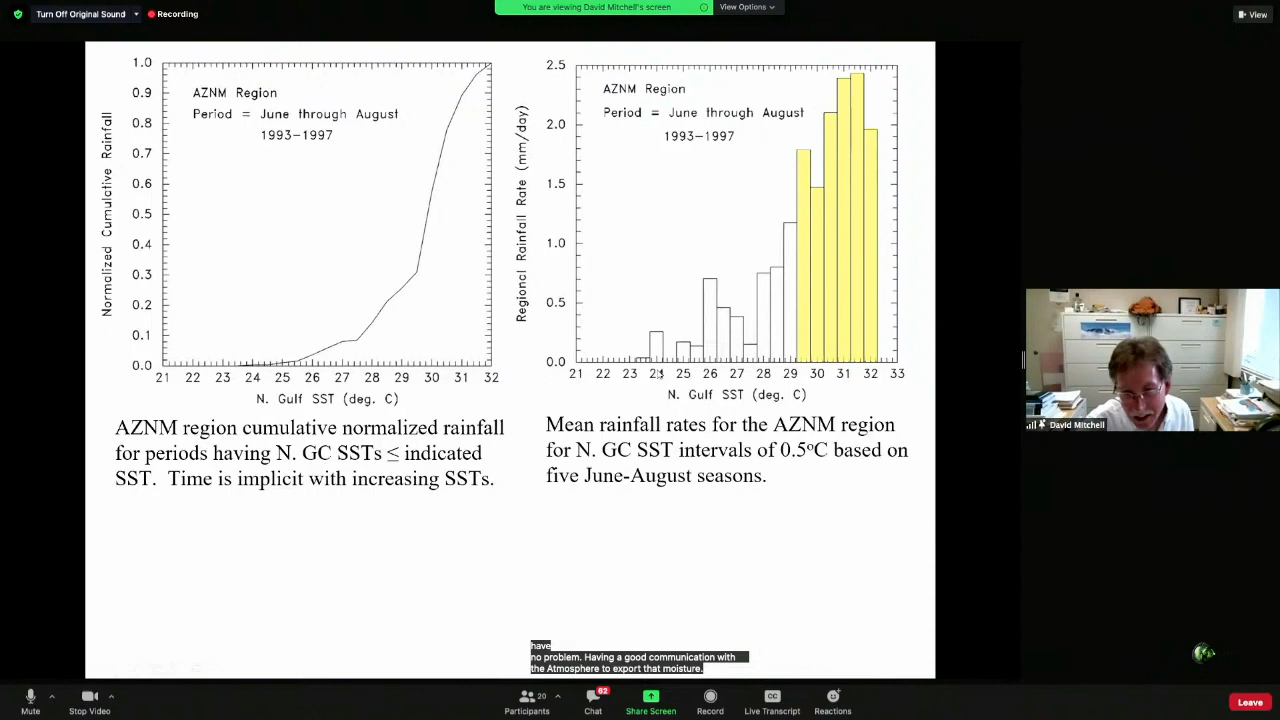 Turn Off Original Sound
Recording
You are viewing David Mitchell's screen
View Options
View
1.0
0.9
0.8
0.7
0.6
0.5
0.4
0.3
0.2
0.1
0.0
Normalized Cumulative Rainfall
AZNM Region
Period = June through August
1993-1997
21 22 23 24 25 26 27 28 29 30 31 32
N. Gulf SST (deg. C)
AZNM region cumulative normalized rainfall
for periods having N. GC SSTs ≤ indicated
SST. Time is implicit with increasing SSTs.
2.5
2.0
1.5
1.0
0.5
0.0
Regional Rainfall Rate (mm/day)
AZNM Region
Period = June through August
1993-1997
21 22 23 24 25 26 27 28 29 30 31 32 33
N. Gulf SST (deg. C)
Mean rainfall rates for the AZNM region
for N. GC SST intervals of 0.5ºC based on
five June-August seasons.
David Mitchell
have
no problem. Having a good communication with
the Atmosphere to export that moisture.
Mute
Stop Video
20
Participants
62
Chat
Share Screen
Record
CC
Live Transcript
Reactions
Leave